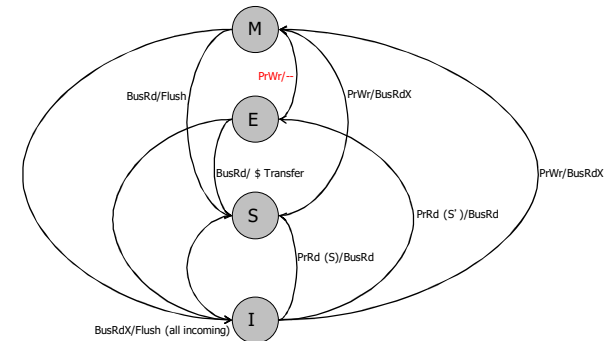 M
PrWr/--
BusRd/Flush
PrWr/BusRdX
E
BusRd/ $ Transfer
PrWr/BusRdX
S
PrRd (S' )/BusRd
PrRd (S)/BusRd
I
BusRdX/Flush (all incoming)